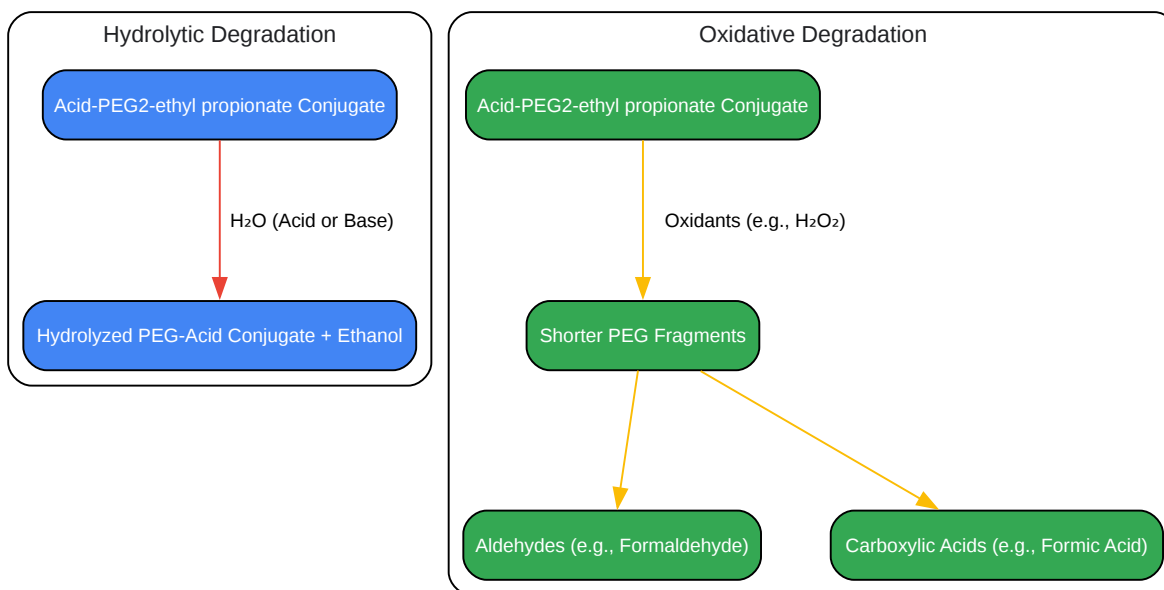 Hydrolytic Degradation
Acid-PEG2-ethyl propionate Conjugate
H₂O (Acid or Base)
Hydrolyzed PEG-Acid Conjugate + Ethanol
Oxidative Degradation
Acid-PEG2-ethyl propionate Conjugate
Oxidants (e.g., H₂O₂)
Shorter PEG Fragments
Aldehydes (e.g., Formaldehyde)
Carboxylic Acids (e.g., Formic Acid)